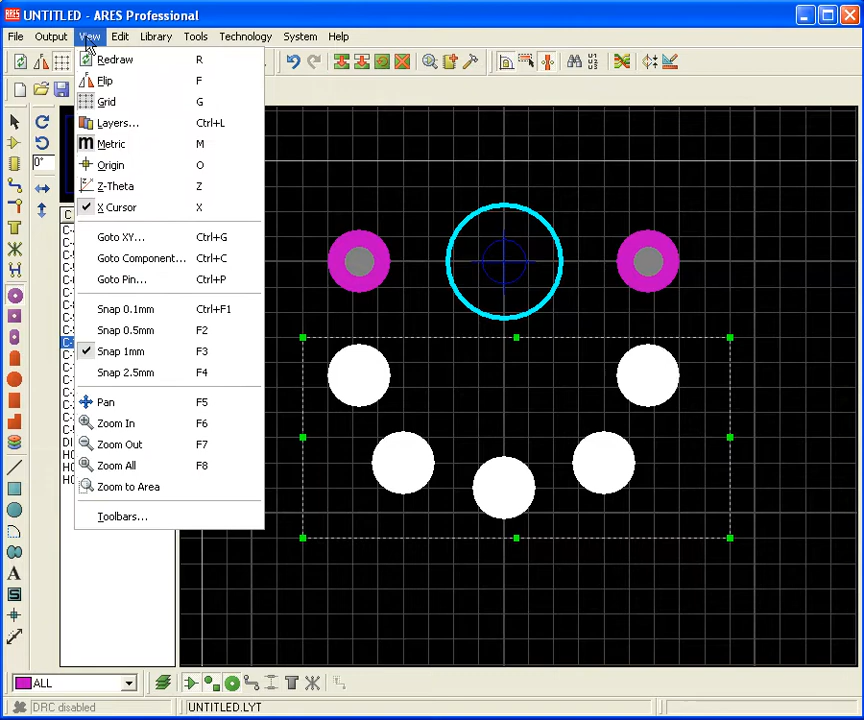 UNTITLED - ARES Professional
File Output View Edit Library Tools Technology System Help
Redraw R
Flip F
Grid G
Layers... Ctrl+L
Metric M
Origin O
Z-Theta Z
X Cursor X
Goto XY... Ctrl+G
Goto Component... Ctrl+C
Goto Pin... Ctrl+P
Snap 0.1mm Ctrl+F1
Snap 0.5mm F2
Snap 1mm F3
Snap 2.5mm F4
Pan F5
Zoom In F6
Zoom Out F7
Zoom All F8
Zoom to Area
Toolbars...
0°
ALL
DRC disabled UNTITLED.LYT